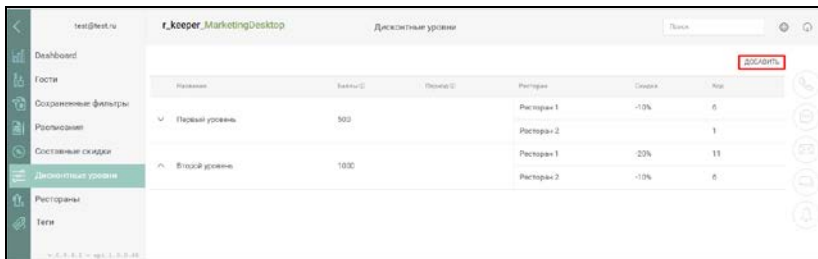 test@test.ru
r_keeper_MarketingDesktop
Дисконтные уровни
Поиск
Dashboard
ДОБАВИТЬ
Гости
Название Баллы Период Ресторан Скидка Код
Сохраненные фильтры
Ресторан 1 -10% 6
Расписания
Первый уровень 500
Ресторан 2 1
Составные скидки
Ресторан 1 -20% 11
Второй уровень 1000
Дисконтные уровни
Ресторан 2 -10% 6
Рестораны
Теги